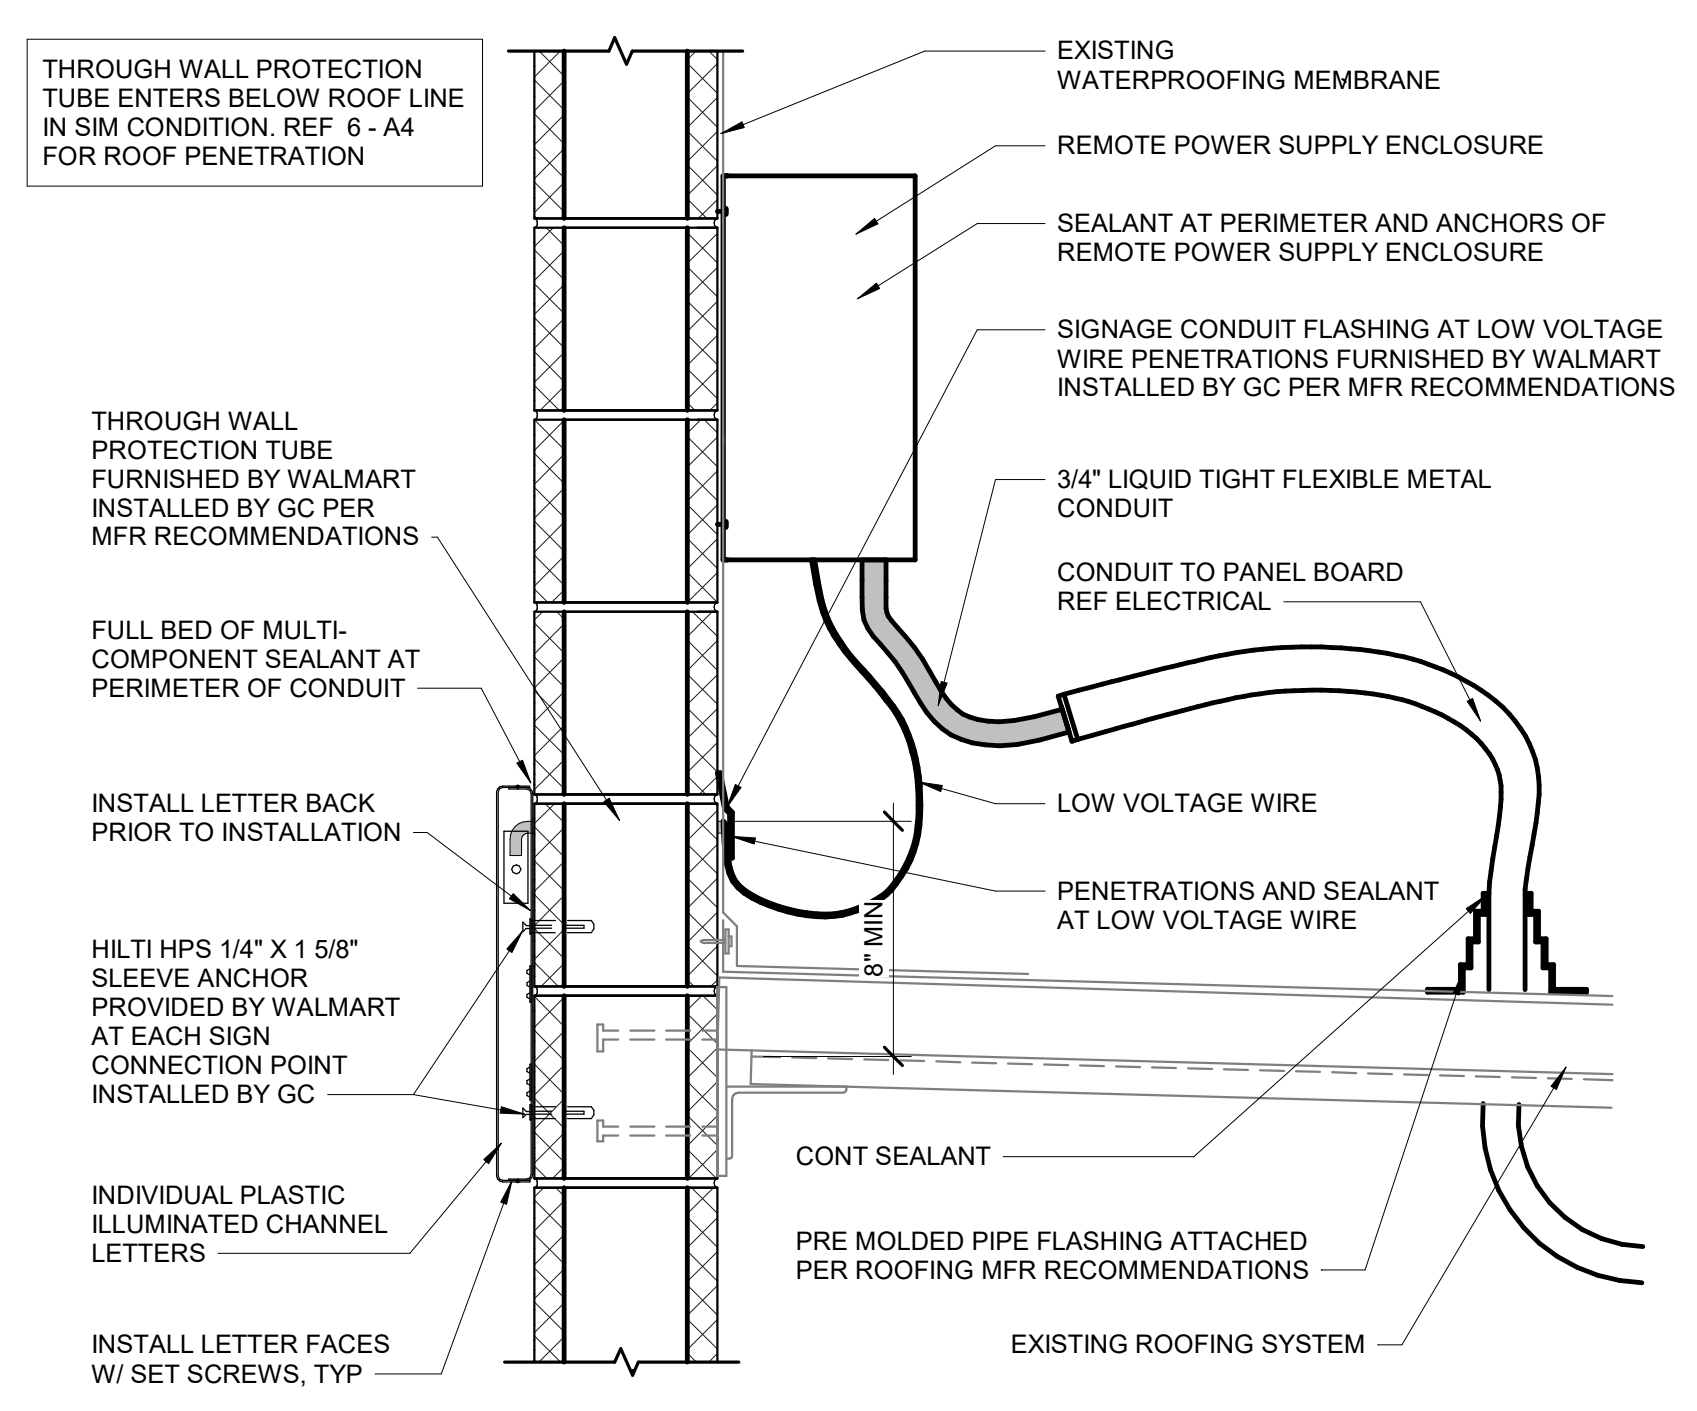 THROUGH WALL PROTECTION
TUBE ENTERS BELOW ROOF LINE
IN SIM CONDITION. REF 6 - A4
FOR ROOF PENETRATION
THROUGH WALL
PROTECTION TUBE
FURNISHED BY WALMART
INSTALLED BY GC PER
MFR RECOMMENDATIONS
FULL BED OF MULTI-
COMPONENT SEALANT AT
PERIMETER OF CONDUIT
INSTALL LETTER BACK
PRIOR TO INSTALLATION
HILTI HPS 1/4" X 1 5/8"
SLEEVE ANCHOR
PROVIDED BY WALMART
AT EACH SIGN
CONNECTION POINT
INSTALLED BY GC
INDIVIDUAL PLASTIC
ILLUMINATED CHANNEL
LETTERS
INSTALL LETTER FACES
W/ SET SCREWS, TYP
EXISTING
WATERPROOFING MEMBRANE
REMOTE POWER SUPPLY ENCLOSURE
SEALANT AT PERIMETER AND ANCHORS OF
REMOTE POWER SUPPLY ENCLOSURE
SIGNAGE CONDUIT FLASHING AT LOW VOLTAGE
WIRE PENETRATIONS FURNISHED BY WALMART
INSTALLED BY GC PER MFR RECOMMENDATIONS
3/4" LIQUID TIGHT FLEXIBLE METAL
CONDUIT
CONDUIT TO PANEL BOARD
REF ELECTRICAL
LOW VOLTAGE WIRE
PENETRATIONS AND SEALANT
AT LOW VOLTAGE WIRE
8" MIN
CONT SEALANT
PRE MOLDED PIPE FLASHING ATTACHED
PER ROOFING MFR RECOMMENDATIONS
EXISTING ROOFING SYSTEM